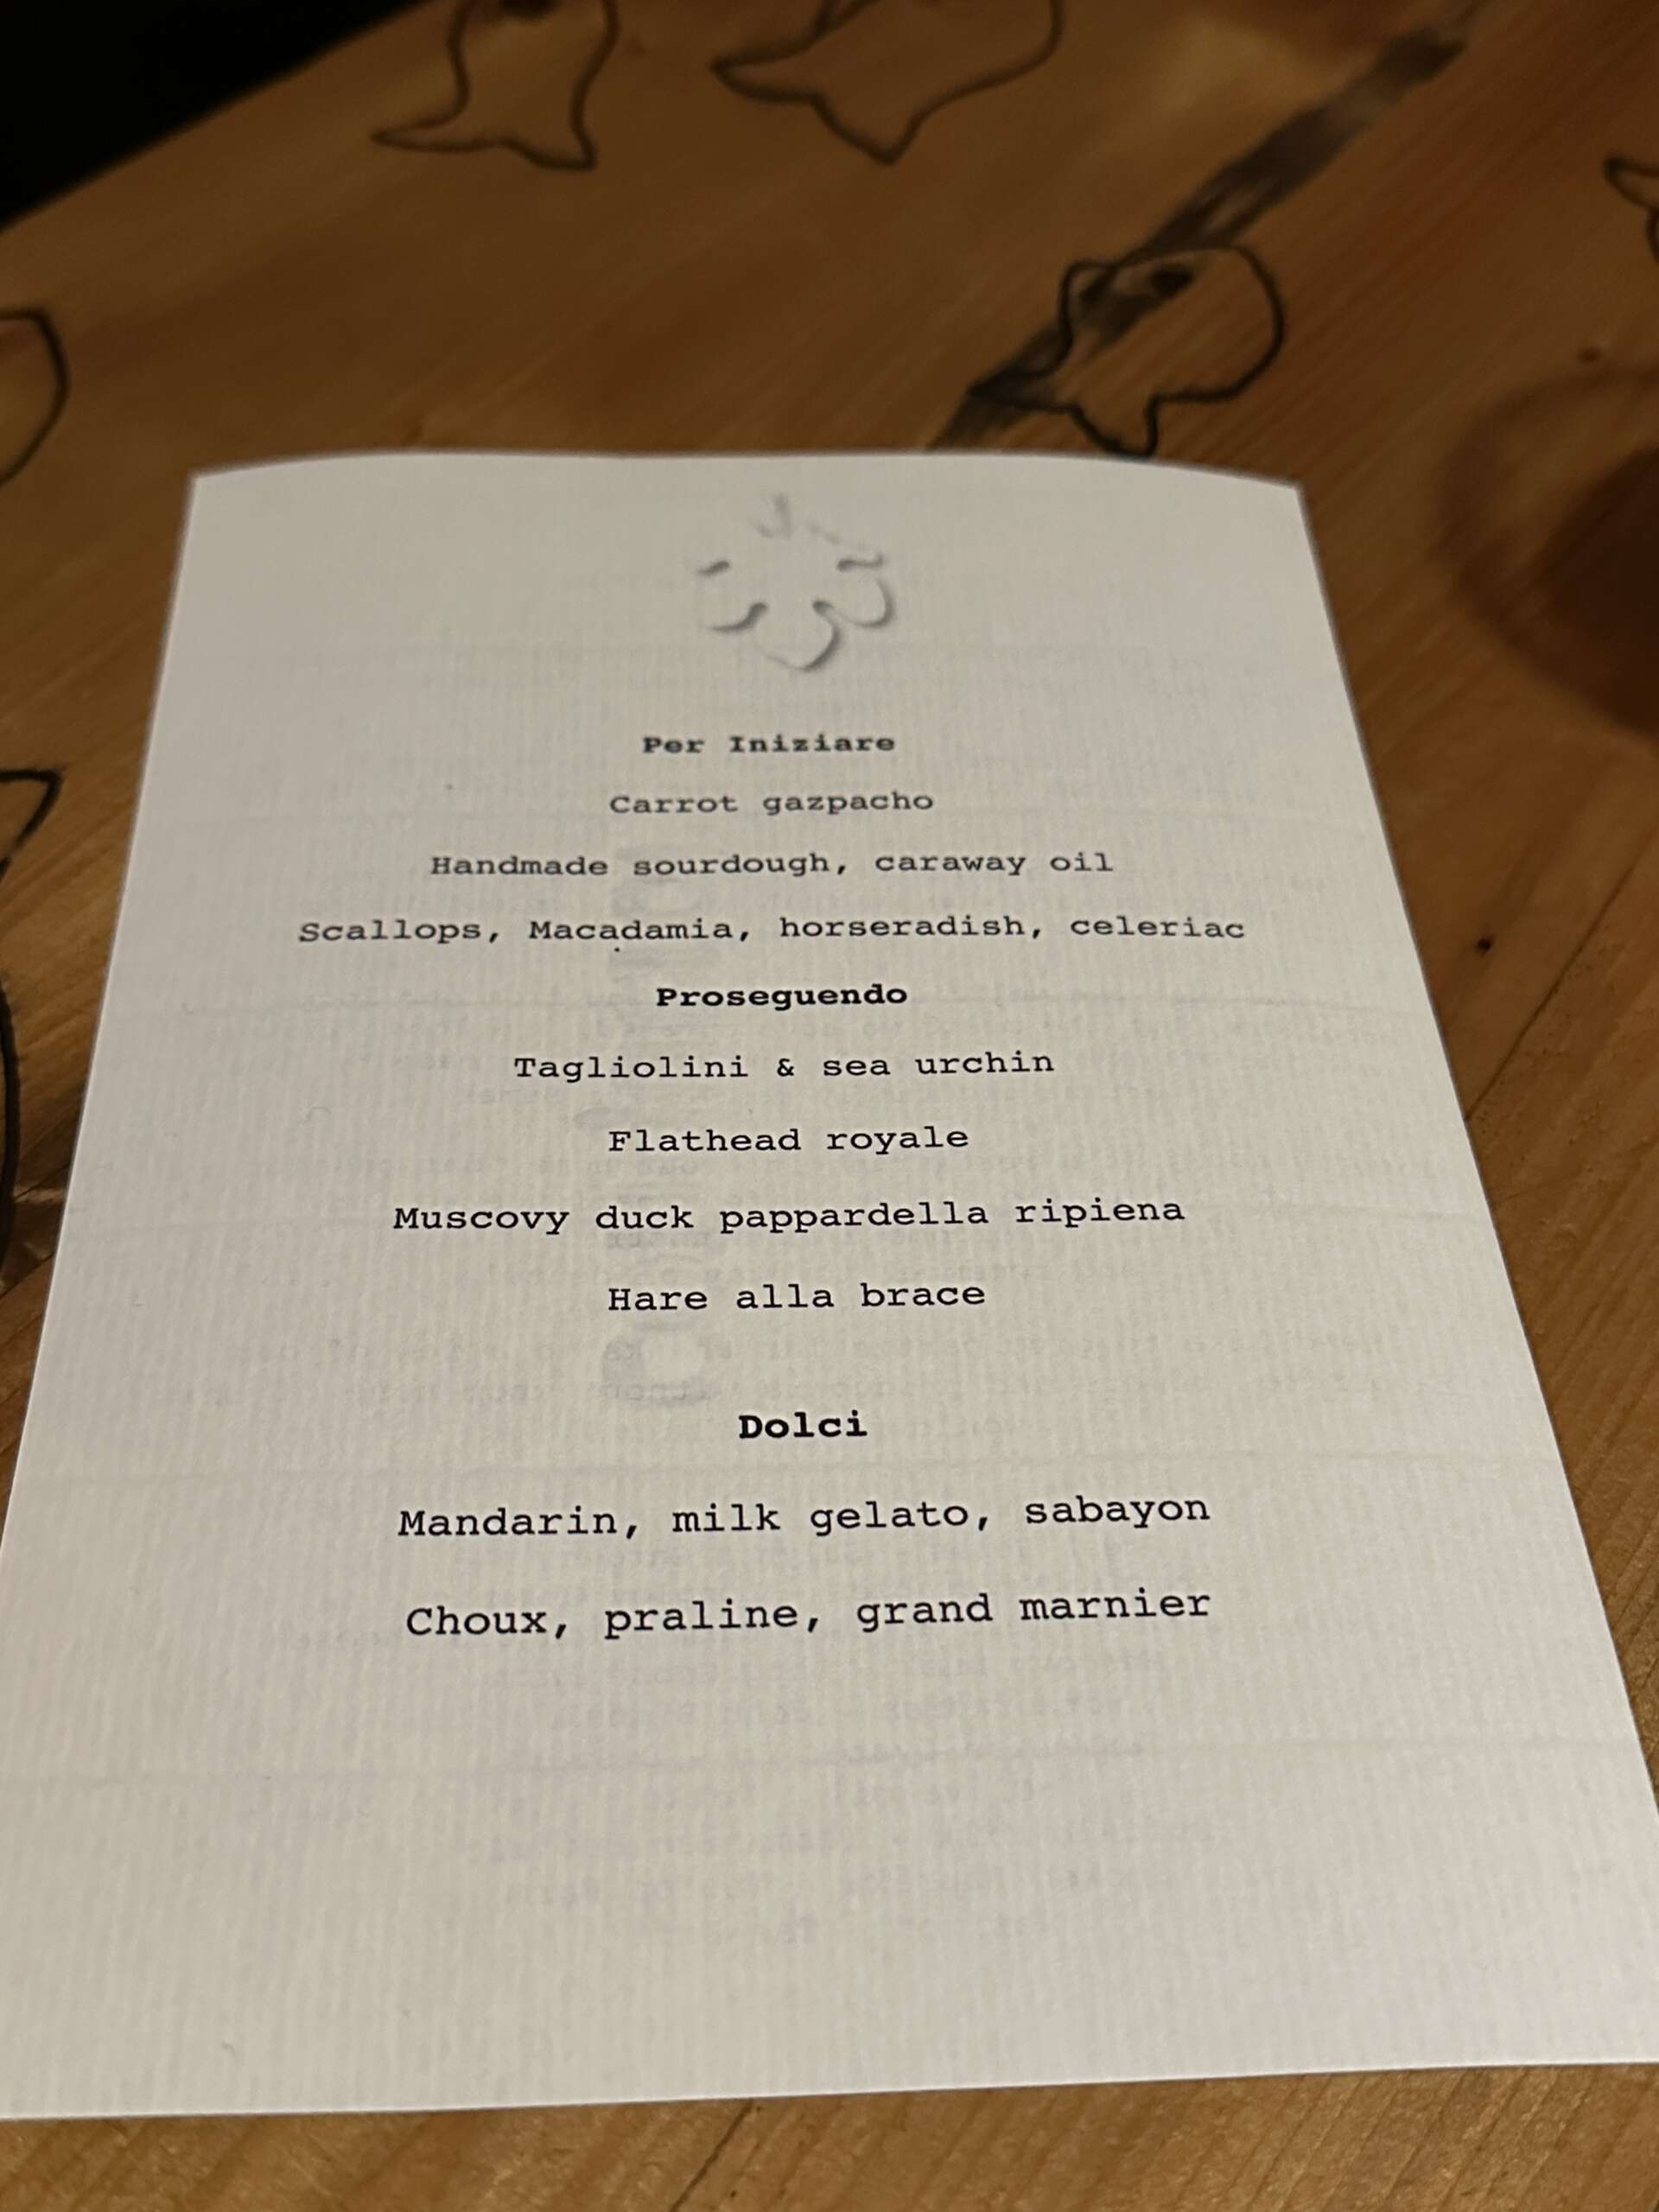 Per Iniziare
Carrot gazpacho
Handmade sourdough, caraway oil
Scallops, Macadamia, horseradish, celeriac
Proseguendo
Tagliolini & sea urchin
Flathead royale
Muscovy duck pappardella ripiena
Hare alla brace
Dolci
Mandarin, milk gelato, sabayon
Choux, praline, grand marnier